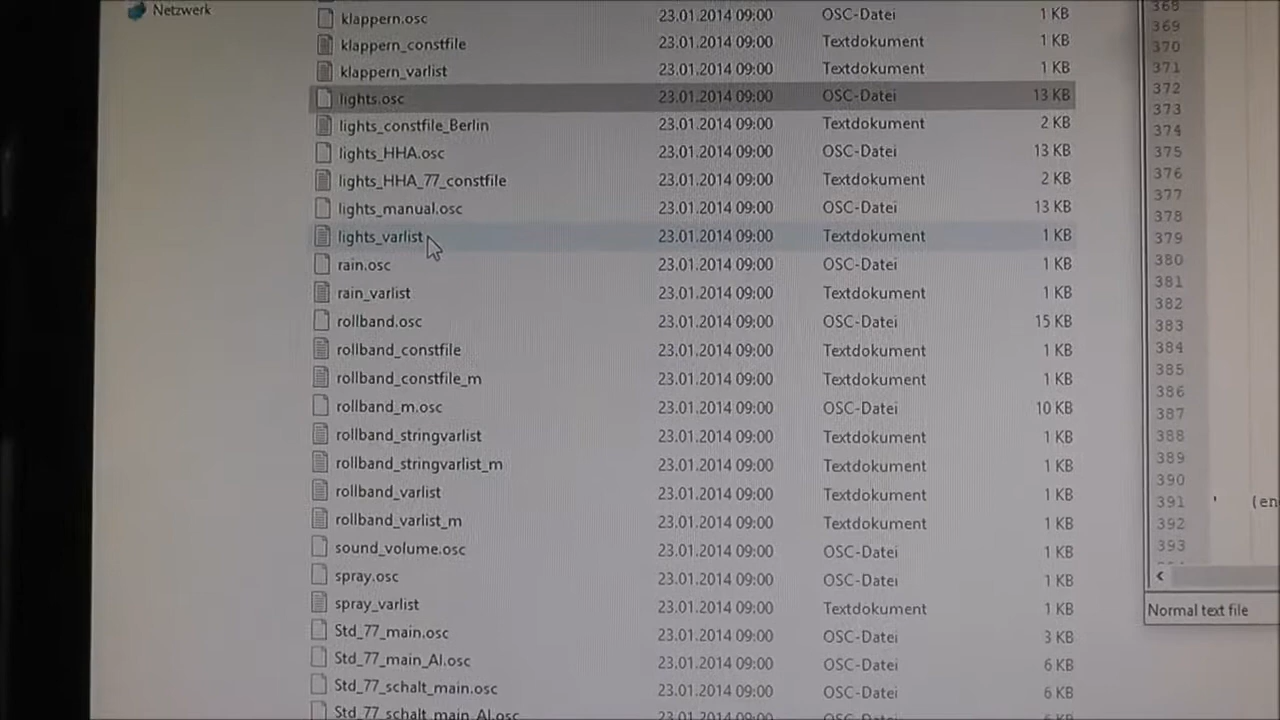 Netzwerk
klappern.osc 23.01.2014 09:00 OSC-Datei 1 KB
klappern_constfile 23.01.2014 09:00 Textdokument 1 KB
klappern_varlist 23.01.2014 09:00 Textdokument 1 KB
lights.osc 23.01.2014 09:00 OSC-Datei 13 KB
lights_constfile_Berlin 23.01.2014 09:00 Textdokument 2 KB
lights_HHA.osc 23.01.2014 09:00 OSC-Datei 13 KB
lights_HHA_77_constfile 23.01.2014 09:00 Textdokument 2 KB
lights_manual.osc 23.01.2014 09:00 OSC-Datei 13 KB
lights_varlist 23.01.2014 09:00 Textdokument 1 KB
rain.osc 23.01.2014 09:00 OSC-Datei 1 KB
rain_varlist 23.01.2014 09:00 Textdokument 1 KB
rollband.osc 23.01.2014 09:00 OSC-Datei 15 KB
rollband_constfile 23.01.2014 09:00 Textdokument 1 KB
rollband_constfile_m 23.01.2014 09:00 Textdokument 1 KB
rollband_m.osc 23.01.2014 09:00 OSC-Datei 10 KB
rollband_stringvarlist 23.01.2014 09:00 Textdokument 1 KB
rollband_stringvarlist_m 23.01.2014 09:00 Textdokument 1 KB
rollband_varlist 23.01.2014 09:00 Textdokument 1 KB
rollband_varlist_m 23.01.2014 09:00 Textdokument 1 KB
sound_volume.osc 23.01.2014 09:00 OSC-Datei 1 KB
spray.osc 23.01.2014 09:00 OSC-Datei 1 KB
spray_varlist 23.01.2014 09:00 Textdokument 1 KB
Std_77_main.osc 23.01.2014 09:00 OSC-Datei 3 KB
Std_77_main_AI.osc 23.01.2014 09:00 OSC-Datei 6 KB
Std_77_schalt_main.osc 23.01.2014 09:00 OSC-Datei 6 KB
Std_77_schalt_main_AI.osc 23.01.2014 09:00 OSC-Datei
368
369
370
371
372
373
374
375
376
377
378
379
380
381
382
383
384
385
386
387
388
389
390
391 ' (en
392
393
Normal text file